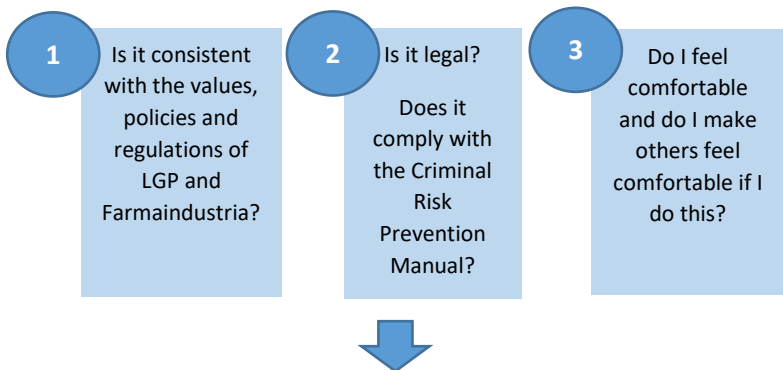 1
Is it consistent
with the values,
policies and
regulations of
LGP and
Farmaindustria?
2
Is it legal?
Does it
comply with
the Criminal
Risk
Prevention
Manual?
3
Do I feel
comfortable
and do I make
others feel
comfortable if I
do this?